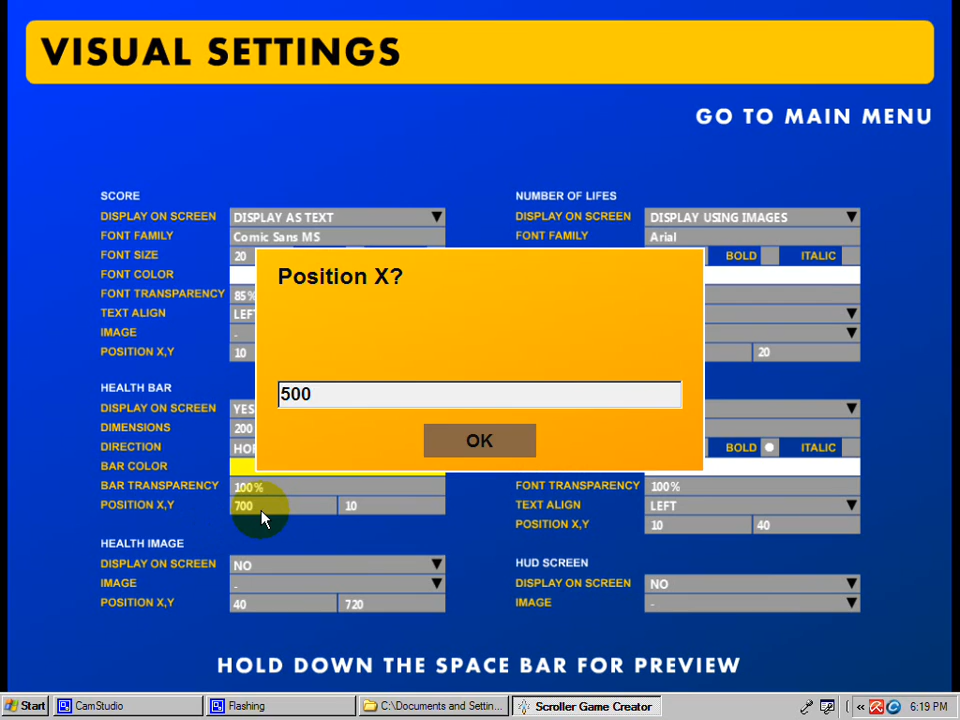 VISUAL SETTINGS
GO TO MAIN MENU
SCORE
DISPLAY ON SCREEN DISPLAY AS TEXT
FONT FAMILY Comic Sans MS
FONT SIZE 20
FONT COLOR
FONT TRANSPARENCY 85%
TEXT ALIGN LEFT
IMAGE -
POSITION X,Y 10
NUMBER OF LIFES
DISPLAY ON SCREEN DISPLAY USING IMAGES
FONT FAMILY Arial
BOLD ITALIC
20
Position X?
500
OK
HEALTH BAR
DISPLAY ON SCREEN YES
DIMENSIONS 200
DIRECTION HOR
BAR COLOR
BAR TRANSPARENCY 100%
POSITION X,Y 700 10
BOLD ITALIC
FONT TRANSPARENCY 100%
TEXT ALIGN LEFT
POSITION X,Y 10 40
HEALTH IMAGE
DISPLAY ON SCREEN NO
IMAGE -
POSITION X,Y 40 720
HUD SCREEN
DISPLAY ON SCREEN NO
IMAGE -
HOLD DOWN THE SPACE BAR FOR PREVIEW
Start CamStudio Flashing C:\Documents and Settin... Scroller Game Creator « 6:19 PM